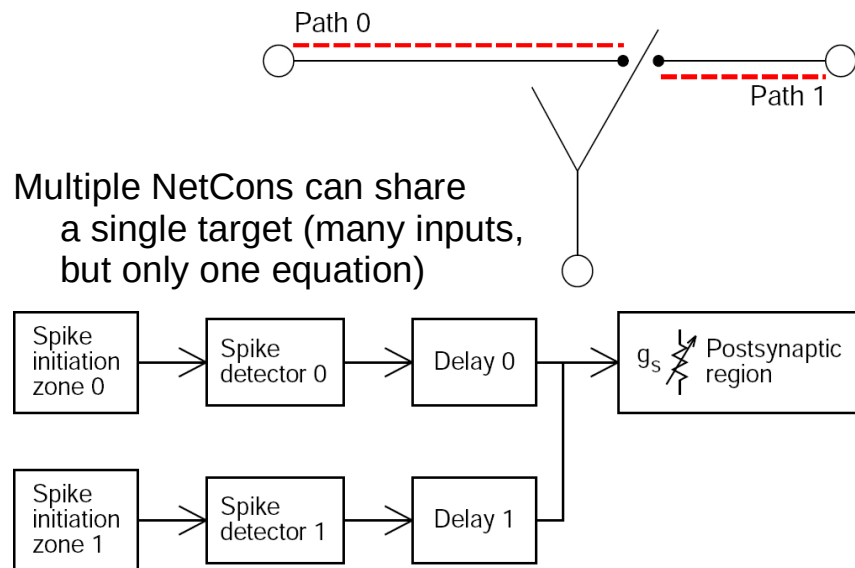 Path 0
Path 1
Multiple NetCons can share
a single target (many inputs,
but only one equation)
Spike
initiation
zone 0
Spike
detector 0
Delay 0
gs
Postsynaptic
region
Spike
initiation
zone 1
Spike
detector 1
Delay 1